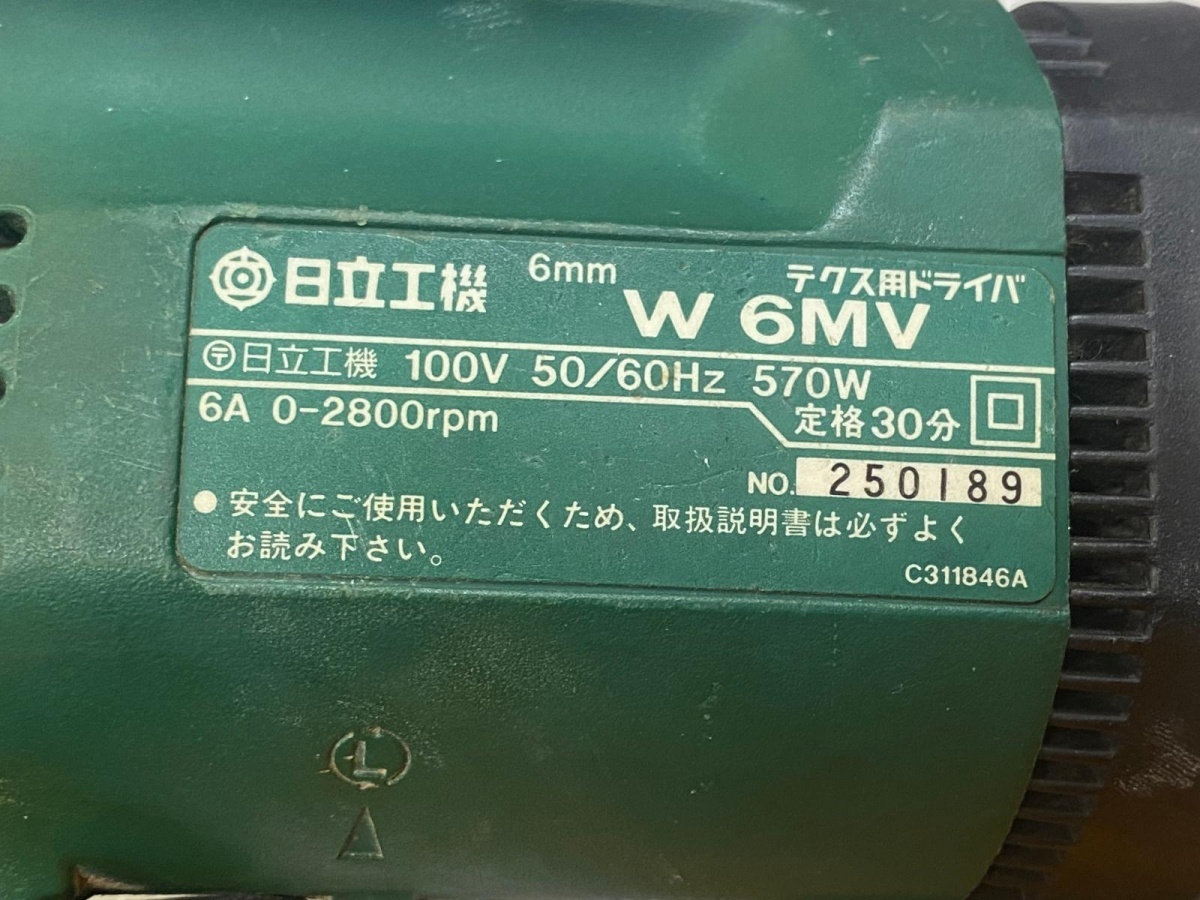 日立工機 6mm テクス用ドライバ
W 6MV
〒日立工機 100V 50/60Hz 570W
6A 0-2800rpm 定格30分
NO. 250189
●安全にご使用いただくため、取扱説明書は必ずよく
お読み下さい。
C311846A
L